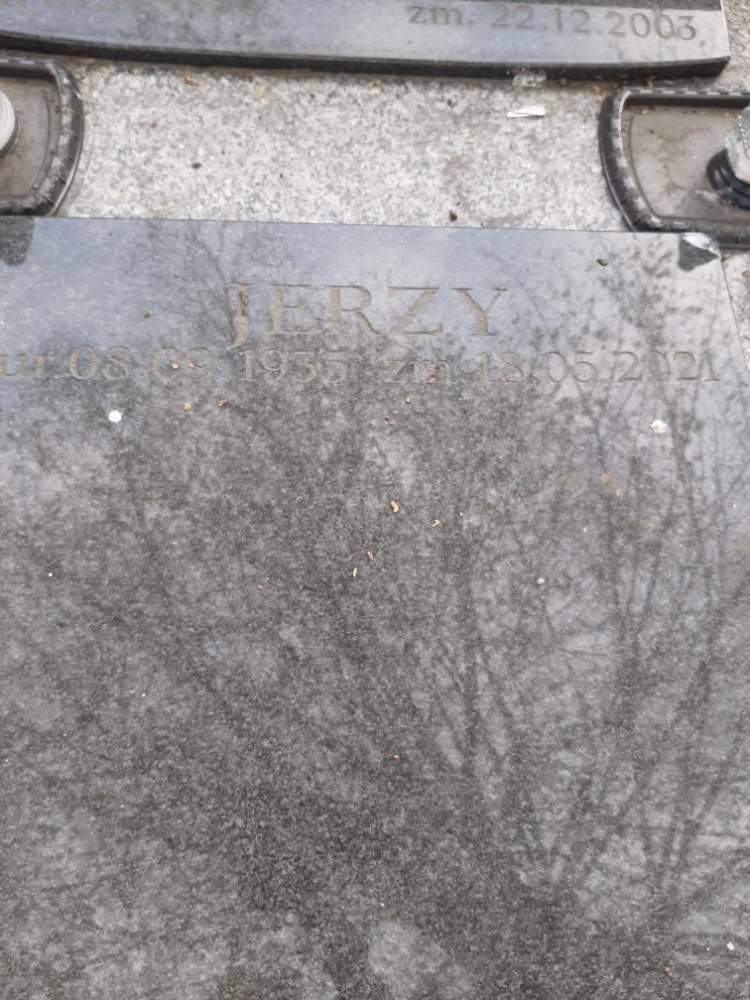 zm. 22.12.2003
JERZY
ur 08.09.1935 zm 18.05.2021